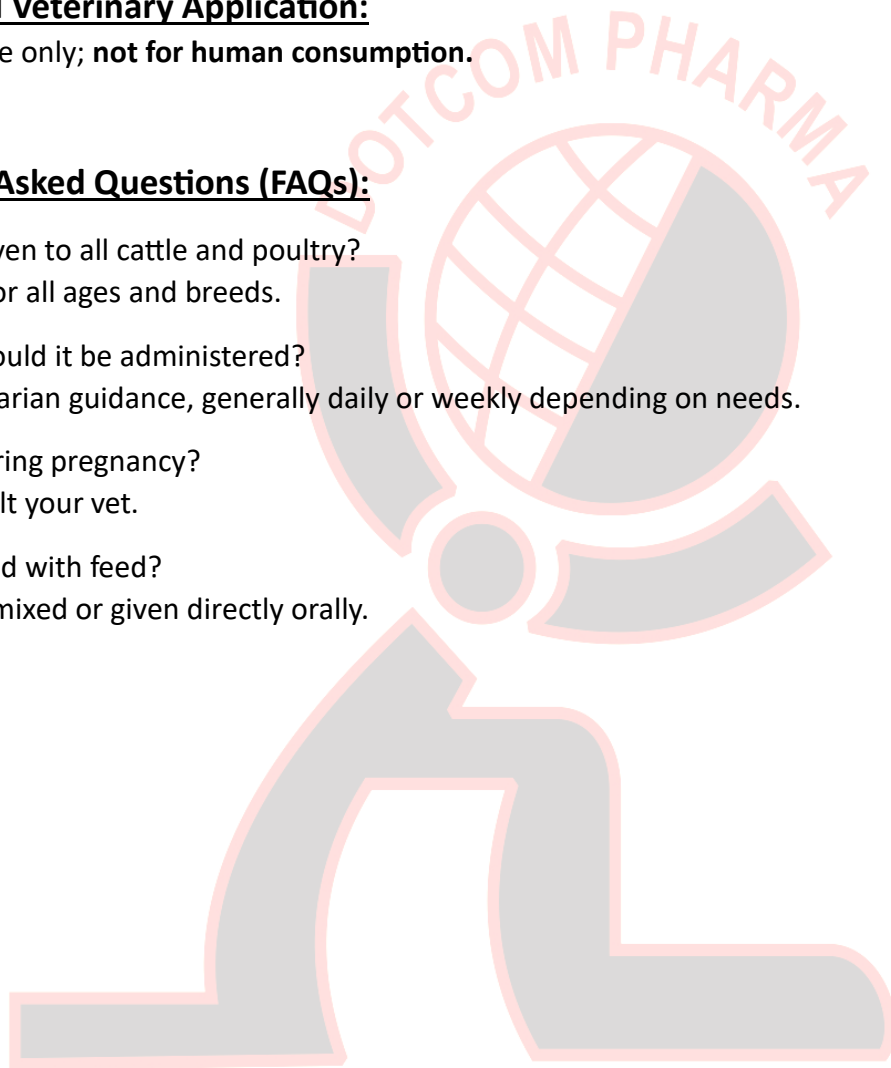 l Veterinary Application:
e only; not for human consumption.
DOTCOM PHARMA
Asked Questions (FAQs):
ven to all cattle and poultry?
or all ages and breeds.
ould it be administered?
arian guidance, generally daily or weekly depending on needs.
ring pregnancy?
lt your vet.
d with feed?
mixed or given directly orally.